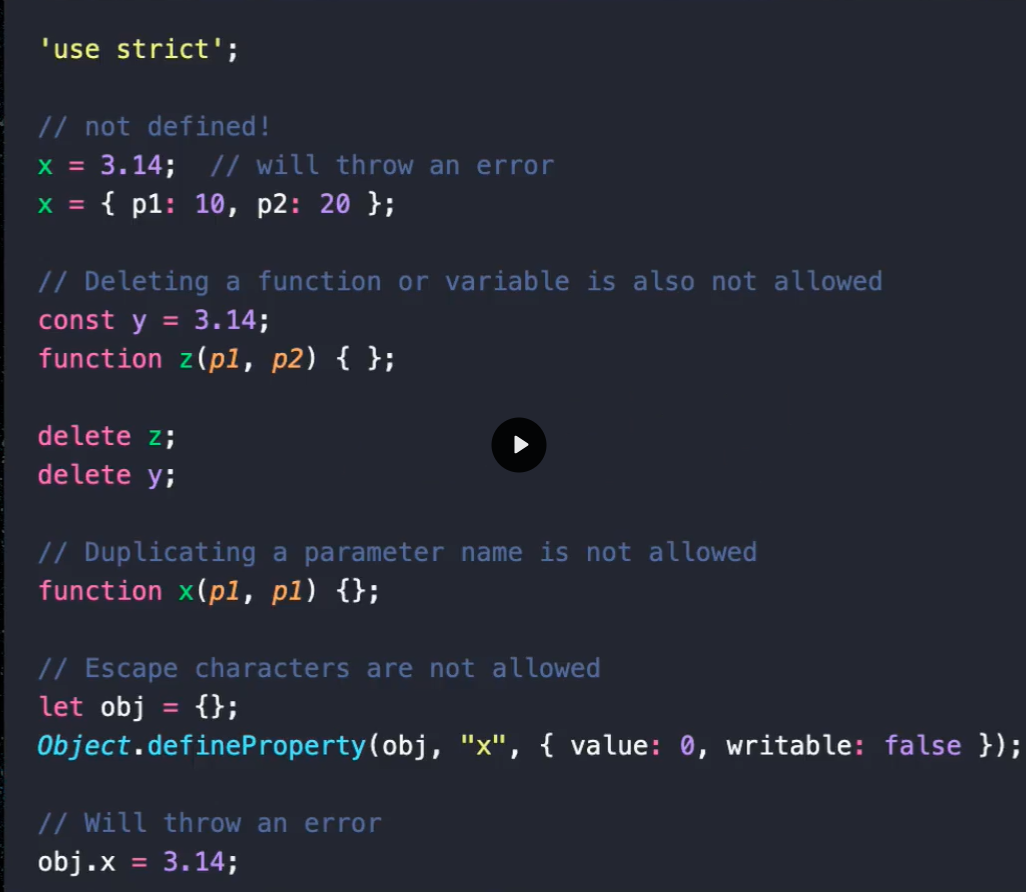 'use strict';
// not defined!
x = 3.14;  // will throw an error
x = { p1: 10, p2: 20 };
// Deleting a function or variable is also not allowed
const y = 3.14;
function z(p1, p2) { };
delete z;
delete y;
// Duplicating a parameter name is not allowed
function x(p1, p1) {};
// Escape characters are not allowed
let obj = {};
Object.defineProperty(obj, "x", { value: 0, writable: false });
// Will throw an error
obj.x = 3.14;